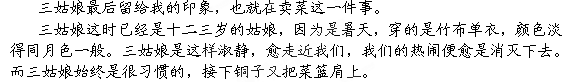 三姑娘最后留给我的印象，也就在卖菜这一件事。
三姑娘这时已经是十二三岁的姑娘，因为是暑天，穿的是竹布单衣，颜色淡
得同月色一般。三姑娘是这样淑静，愈走近我们，我们的热闹便愈是消灭下去。
而三姑娘始终是很习惯的，接下铜子又把菜篮肩上。